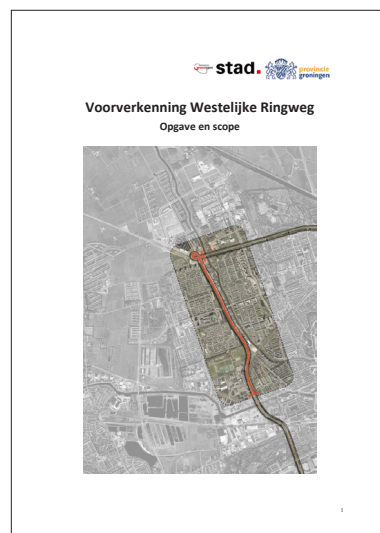 stad.
provincie
groningen
Voorverkenning Westelijke Ringweg
Opgave en scope
1